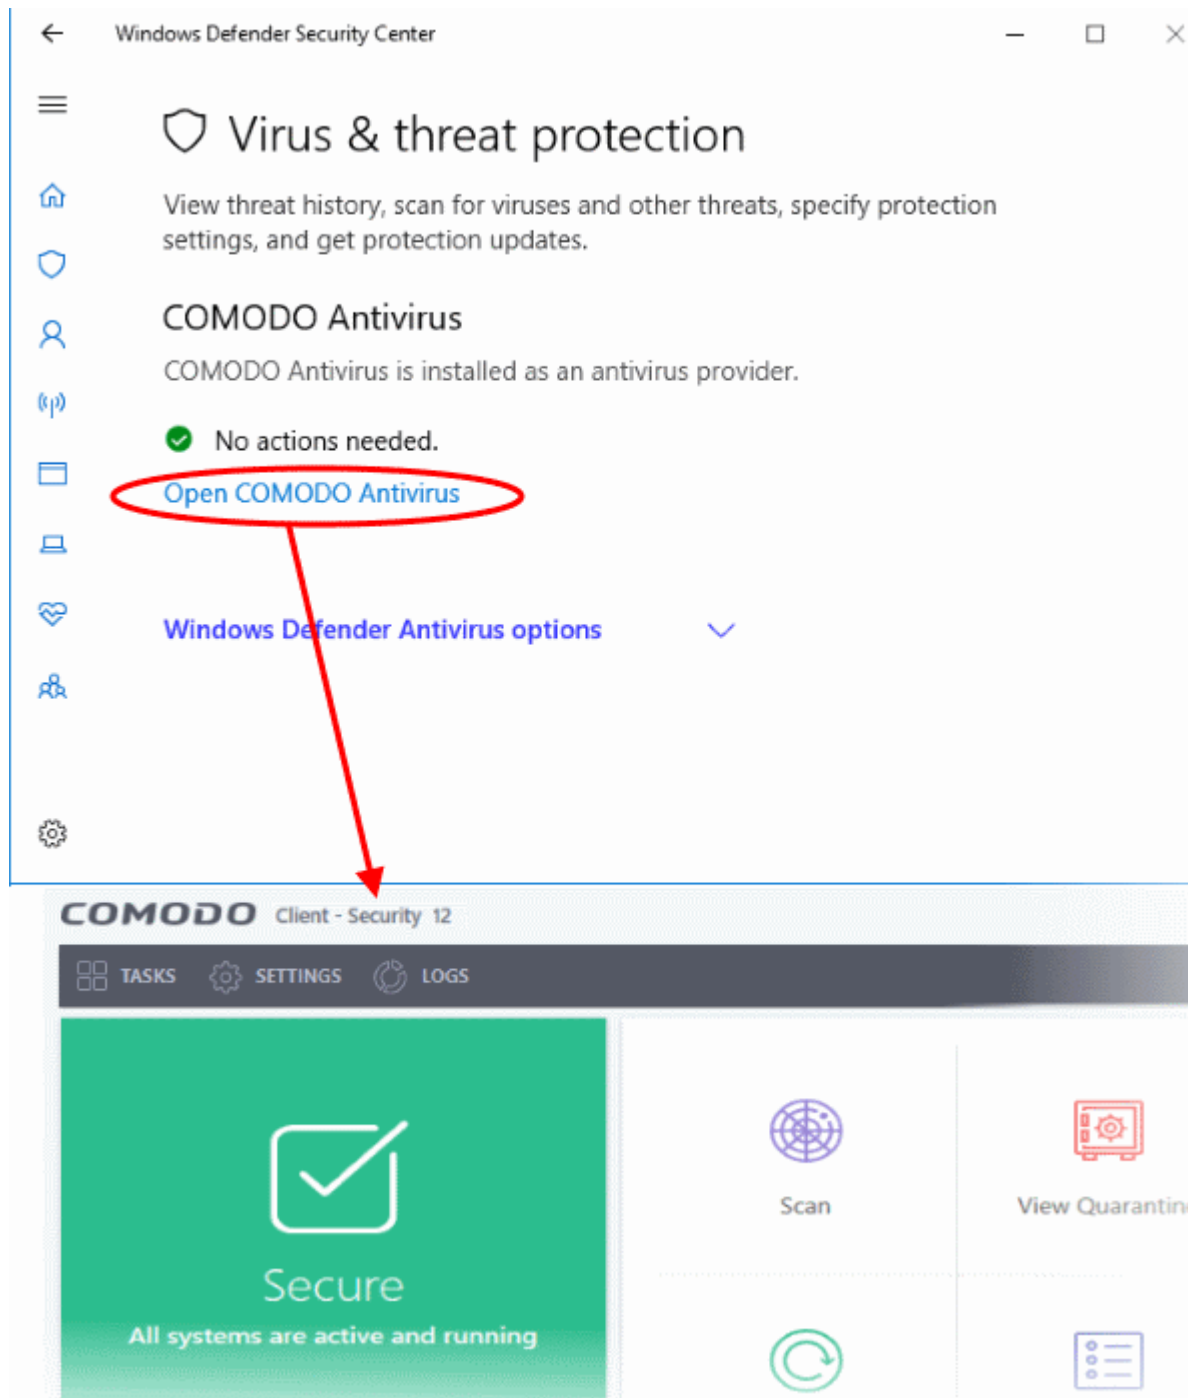 Windows Defender Security Center
Virus & threat protection
View threat history, scan for viruses and other threats, specify protection
settings, and get protection updates.
COMODO Antivirus
COMODO Antivirus is installed as an antivirus provider.
No actions needed.
Open COMODO Antivirus
Windows Defender Antivirus options
COMODO Client - Security 12
TASKS SETTINGS LOGS
Scan View Quarantin
Secure
All systems are active and running